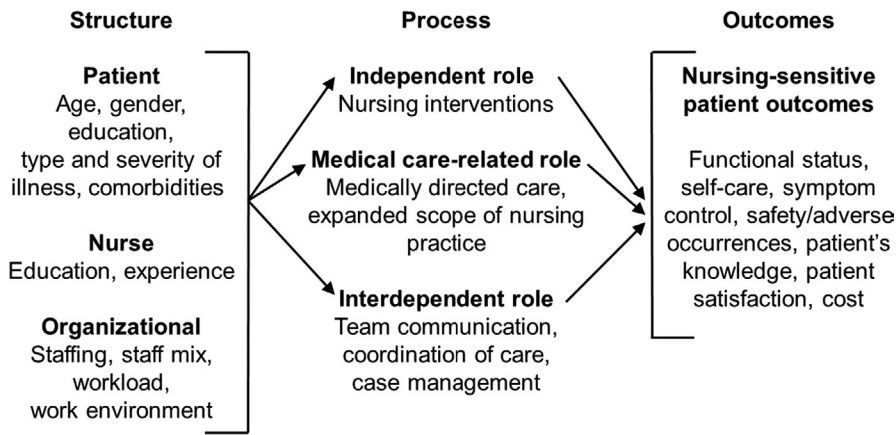 Structure
Patient
Age, gender,
education,
type and severity of
illness, comorbidities
Nurse
Education, experience
Organizational
Staffing, staff mix,
workload,
work environment
Process
Independent role
Nursing interventions
Medical care-related role
Medically directed care,
expanded scope of nursing
practice
Interdependent role
Team communication,
coordination of care,
case management
Outcomes
Nursing-sensitive
patient outcomes
Functional status,
self-care, symptom
control, safety/adverse
occurrences, patient's
knowledge, patient
satisfaction, cost